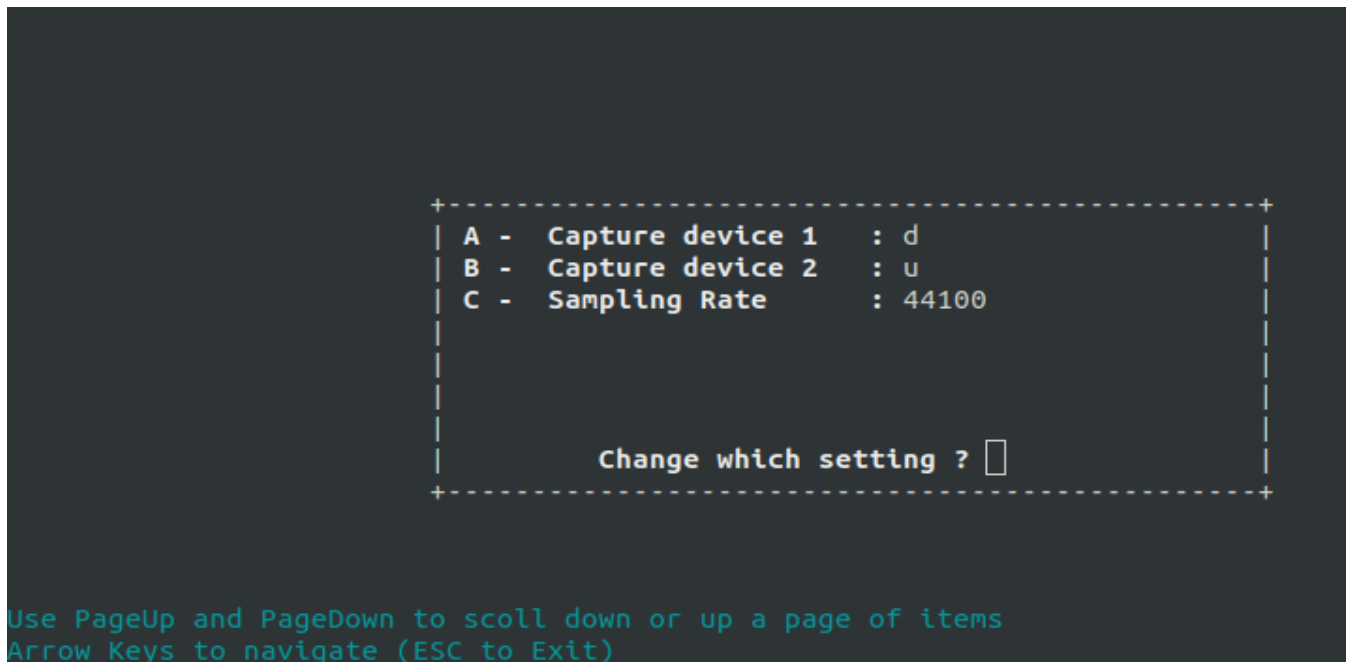 A - Capture device 1 : d
B - Capture device 2 : u
C - Sampling Rate : 44100
Change which setting ?
Use PageUp and PageDown to scoll down or up a page of items
Arrow Keys to navigate (ESC to Exit)